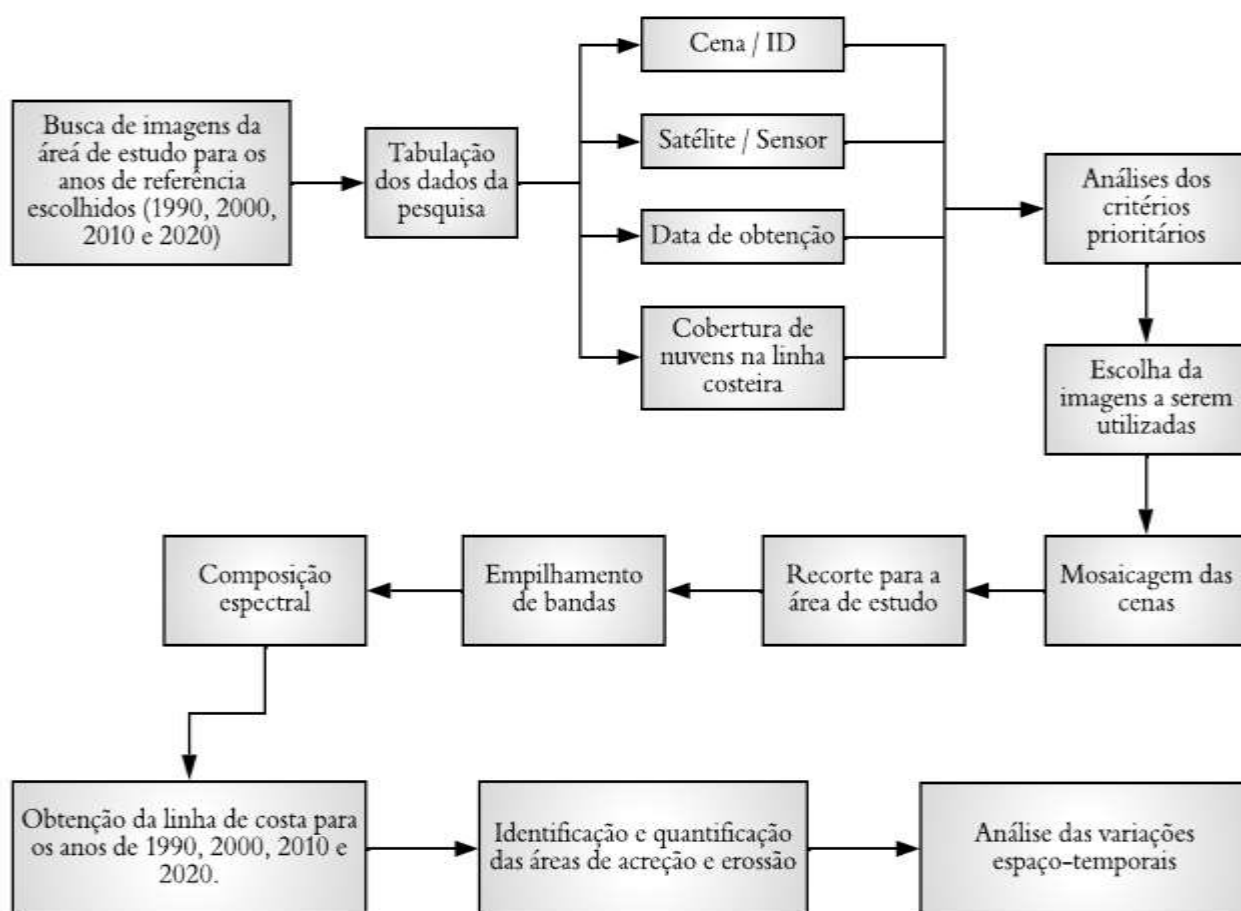 Busca de imagens da
áreá de estudo para os
anos de referência
escolhidos (1990, 2000,
2010 e 2020)
Tabulação
dos dados da
pesquisa
Cena / ID
Satélite / Sensor
Data de obtenção
Cobertura de
nuvens na linha
costeira
Análises dos
critérios
prioritários
Escolha da
imagens a serem
utilizadas
Mosaicagem das
cenas
Recorte para a
área de estudo
Empilhamento
de bandas
Composição
espectral
Obtenção da linha de costa para
os anos de 1990, 2000, 2010 e
2020.
Identificação e quantificação
das áreas de acreção e erossão
Análise das variações
espaço-temporais